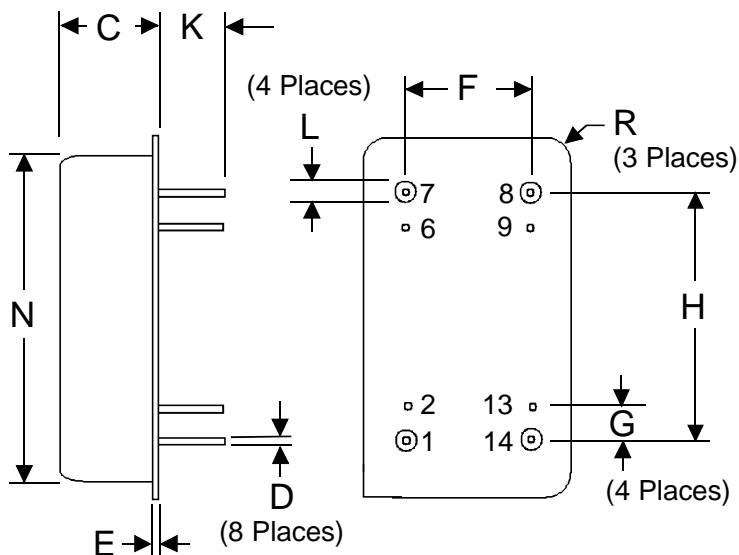 C
K
(4 Places)
F
L
R
(3 Places)
7
8
6
9
N
H
2
13
G
1
14
D
(8 Places)
(4 Places)
E